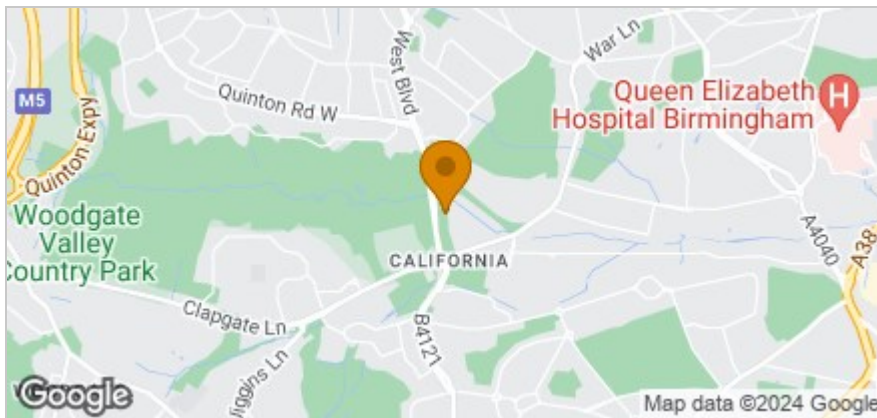 West Blvd
War Ln
M5
Quinton Rd W
Queen Elizabeth
Hospital Birmingham
H
Quinton Expy
Woodgate
Valley
Country Park
CALIFORNIA
A4040
A38
Clapgate Ln
B4121
Wiggins Ln
Google
Map data ©2024 Google